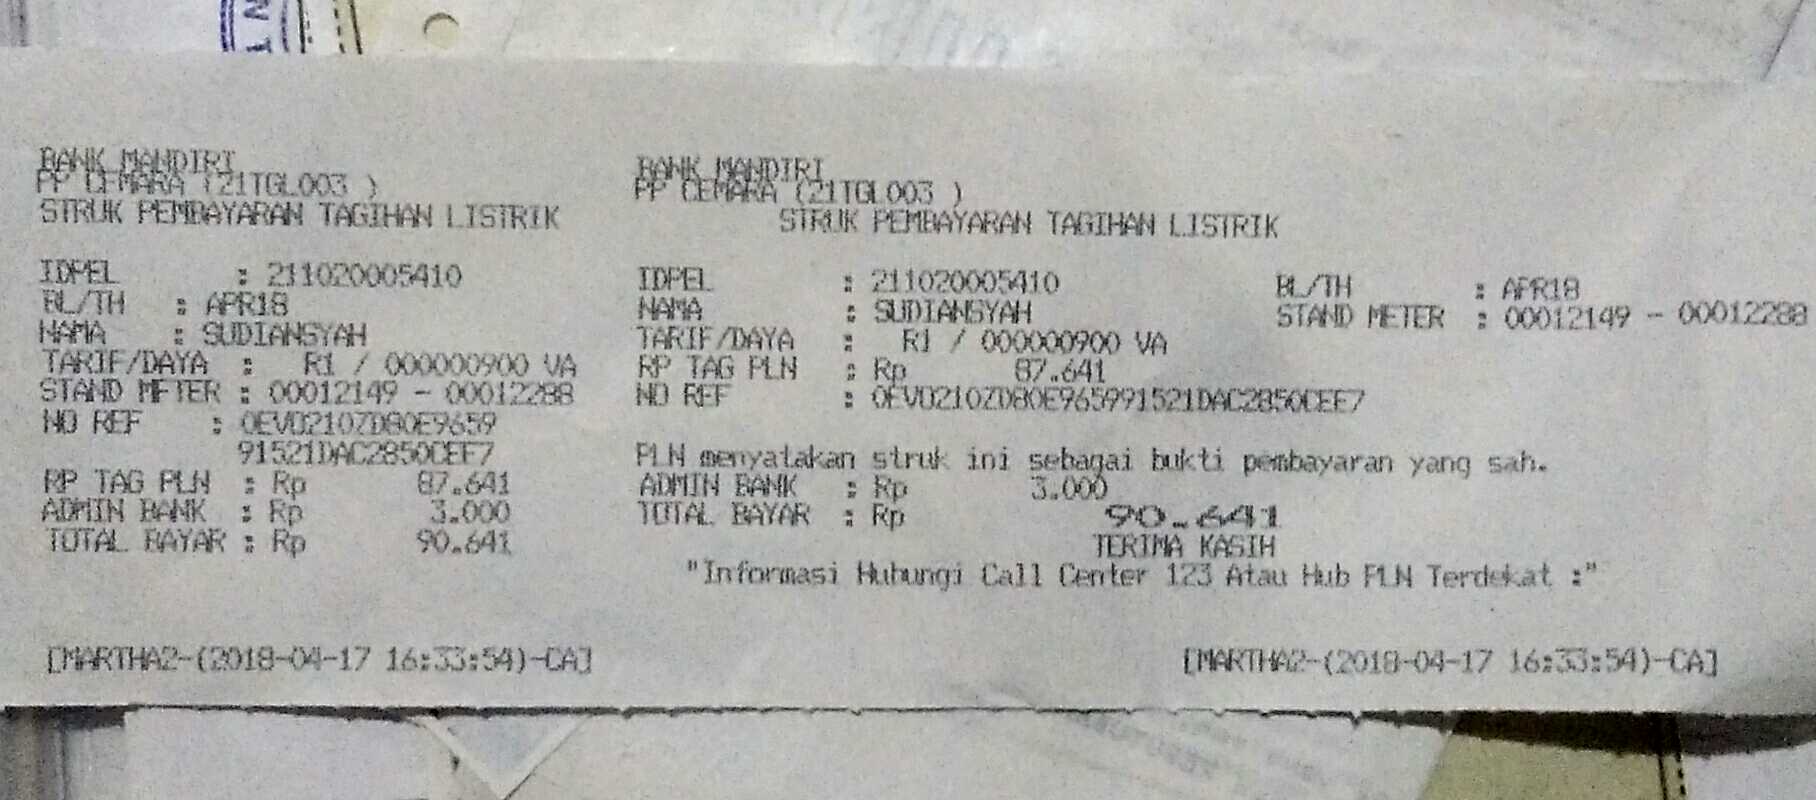 BANK MANDIRI
PP CEMARA (21TGL003 )
STRUK PEMBAYARAN TAGIHAN LISTRIK
IDPEL : 211020005410
BL/TH : APR18
NAMA : SUDIANSYAH
TARIF/DAYA : R1 / 000000900 VA
STAND METER : 00012149 - 00012288
NO REF : 0EVO210ZD80E9659
91521DAC2850CEF7
RP TAG PLN : Rp 87.641
ADMIN BANK : Rp 3.000
TOTAL BAYAR : Rp 90.641
[MARTHA2-(2018-04-17 16:33:54)-CA]
BANK MANDIRI
PP CEMARA (21TGL003 )
STRUK PEMBAYARAN TAGIHAN LISTRIK
IDPEL : 211020005410 BL/TH : APR18
NAMA : SUDIANSYAH STAND METER : 00012149 - 00012288
TARIF/DAYA : R1 / 000000900 VA
RP TAG PLN : Rp 87.641
NO REF : 0EVO210ZD80E965991521DAC2850CEF7
PLN menyatakan struk ini sebagai bukti pembayaran yang sah.
ADMIN BANK : Rp 3.000
TOTAL BAYAR : Rp 90.641
TERIMA KASIH
"Informasi Hubungi Call Center 123 Atau Hub PLN Terdekat :"
[MARTHA2-(2018-04-17 16:33:54)-CA]